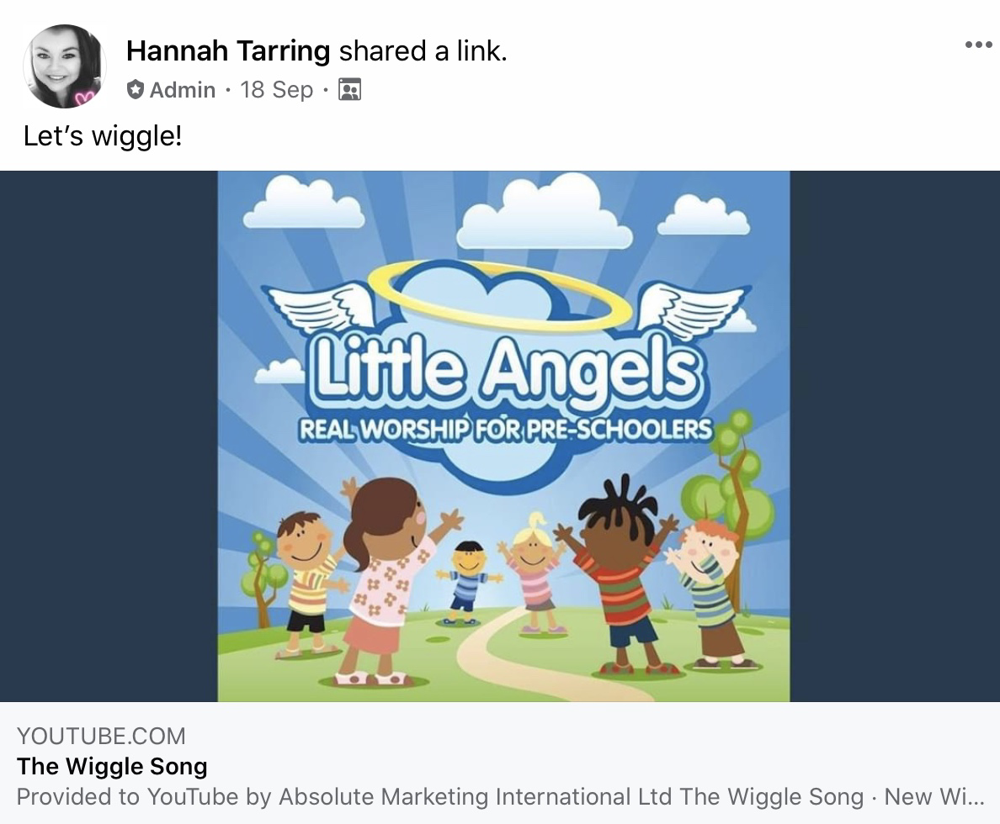 Hannah Tarring shared a link.
Admin · 18 Sep ·
Let’s wiggle!
Little Angels
REAL WORSHIP FOR PRE-SCHOOLERS
YOUTUBE.COM
The Wiggle Song
Provided to YouTube by Absolute Marketing International Ltd The Wiggle Song · New Wi...